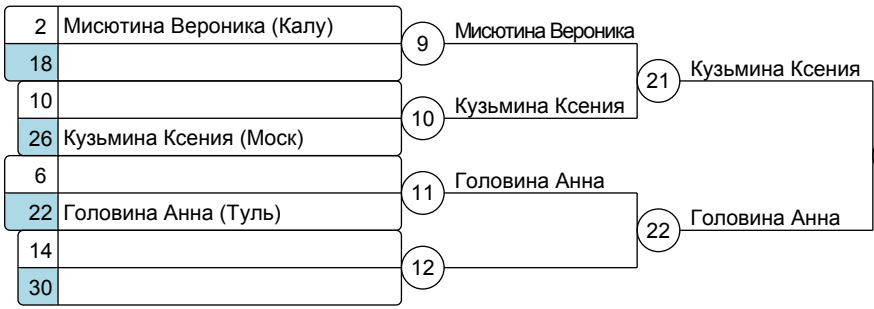 2 Мисютина Вероника (Калу)
9 Мисютина Вероника
18
21 Кузьмина Ксения
10
10 Кузьмина Ксения
26 Кузьмина Ксения (Моск)
6
11 Головина Анна
22 Головина Анна (Туль)
22 Головина Анна
14
12
30